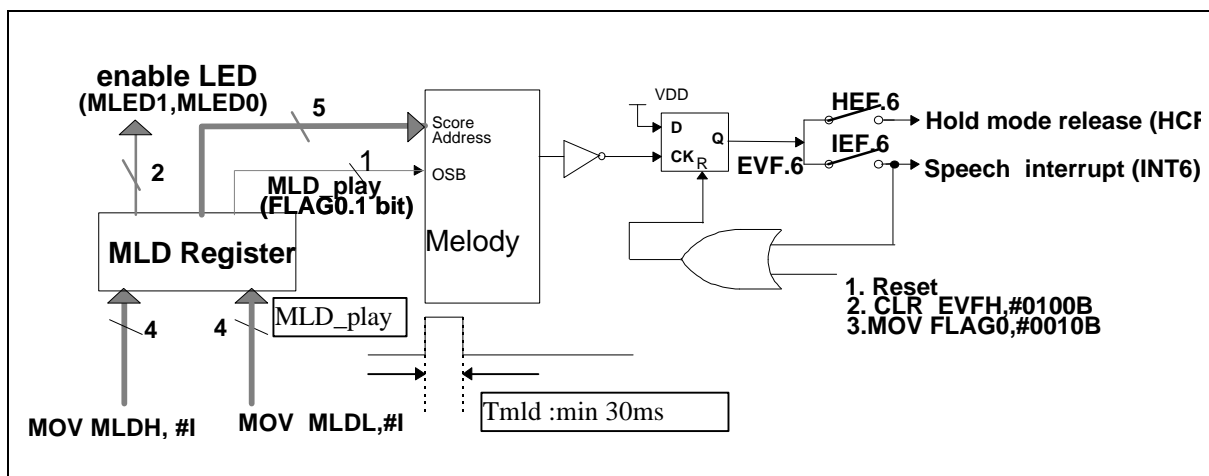 enable LED
(MLED1,MLED0)
5
2
1
MLD_play
(FLAG0.1 bit)
Score
Address
OSB
Melody
MLD Register
4
4
MLD_play
MOV MLDH, #I
MOV MLDL,#I
Tmld :min 30ms
VDD
D
Q
CK
R
EVF.6
HEF.6
IEF.6
Hold mode release (HCF
Speech interrupt (INT6)
1. Reset
2. CLR EVFH,#0100B
3.MOV FLAG0,#0010B